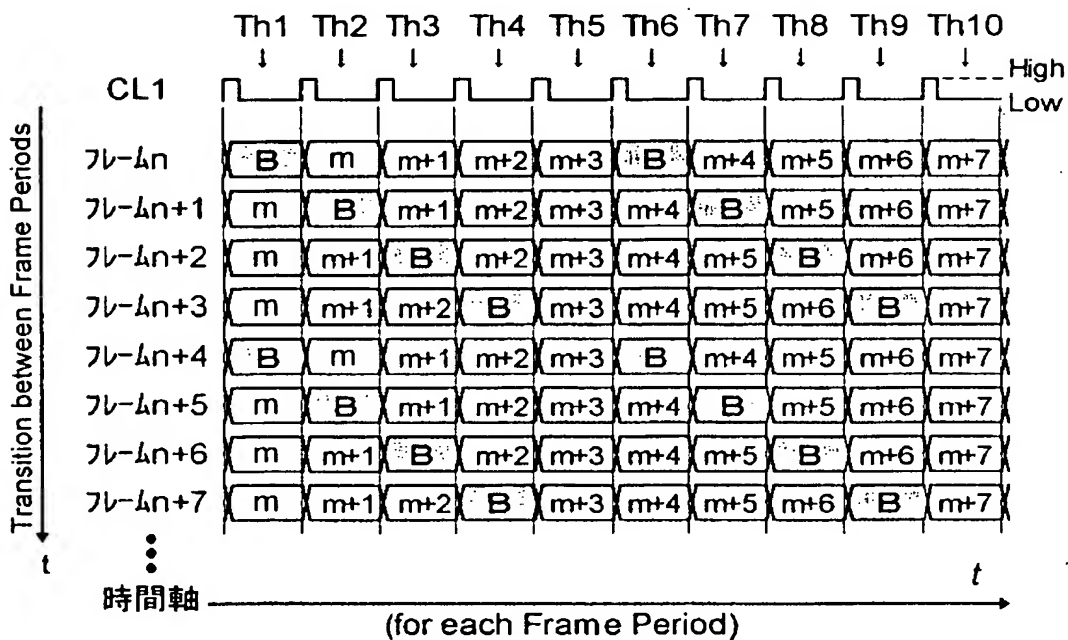 Th1 Th2 Th3 Th4 Th5 Th6 Th7 Th8 Th9 Th10
CL1
High
Low
フレームn B m m+1 m+2 m+3 B m+4 m+5 m+6 m+7
フレームn+1 m B m+1 m+2 m+3 m+4 B m+5 m+6 m+7
フレームn+2 m m+1 B m+2 m+3 m+4 m+5 B m+6 m+7
フレームn+3 m m+1 m+2 B m+3 m+4 m+5 m+6 B m+7
フレームn+4 B m m+1 m+2 m+3 B m+4 m+5 m+6 m+7
フレームn+5 m B m+1 m+2 m+3 m+4 B m+5 m+6 m+7
フレームn+6 m m+1 B m+2 m+3 m+4 m+5 B m+6 m+7
フレームn+7 m m+1 m+2 B m+3 m+4 m+5 m+6 B m+7
Transition between Frame Periods
t
時間軸
t
(for each Frame Period)